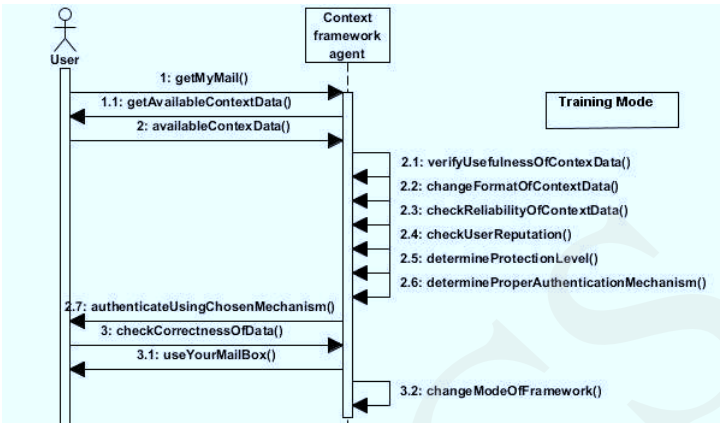 Context
framework
agent
User
1: getMyMail()
1.1: getAvailableContextData()
Training Mode
2: availableContexData()
2.1: verifyUsefulnessOfContexData()
2.2: changeFormatOfContextData()
2.3: checkReliabilityOfContextData()
2.4: checkUserReputation()
2.5: determineProtectionLevel()
2.6: determineProperAuthenticationMechanism()
2.7: authenticateUsingChosenMechanism()
3: checkCorrectnessOfData()
3.1: useYourMailBox()
3.2: changeModeOfFramework()